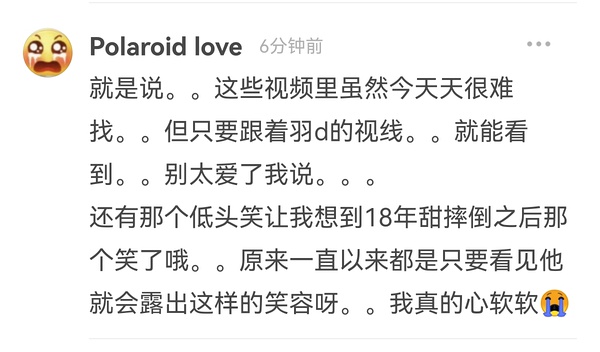 Polaroid love 6分钟前
就是说。。这些视频里虽然今天天很难
找。。但只要跟着羽d的视线。。就能看
到。。别太爱了我说。。。
还有那个低头笑让我想到18年甜摔倒之后那
个笑了哦。。原来一直以来都是只要看见他
就会露出这样的笑容呀。。我真的心软软😭